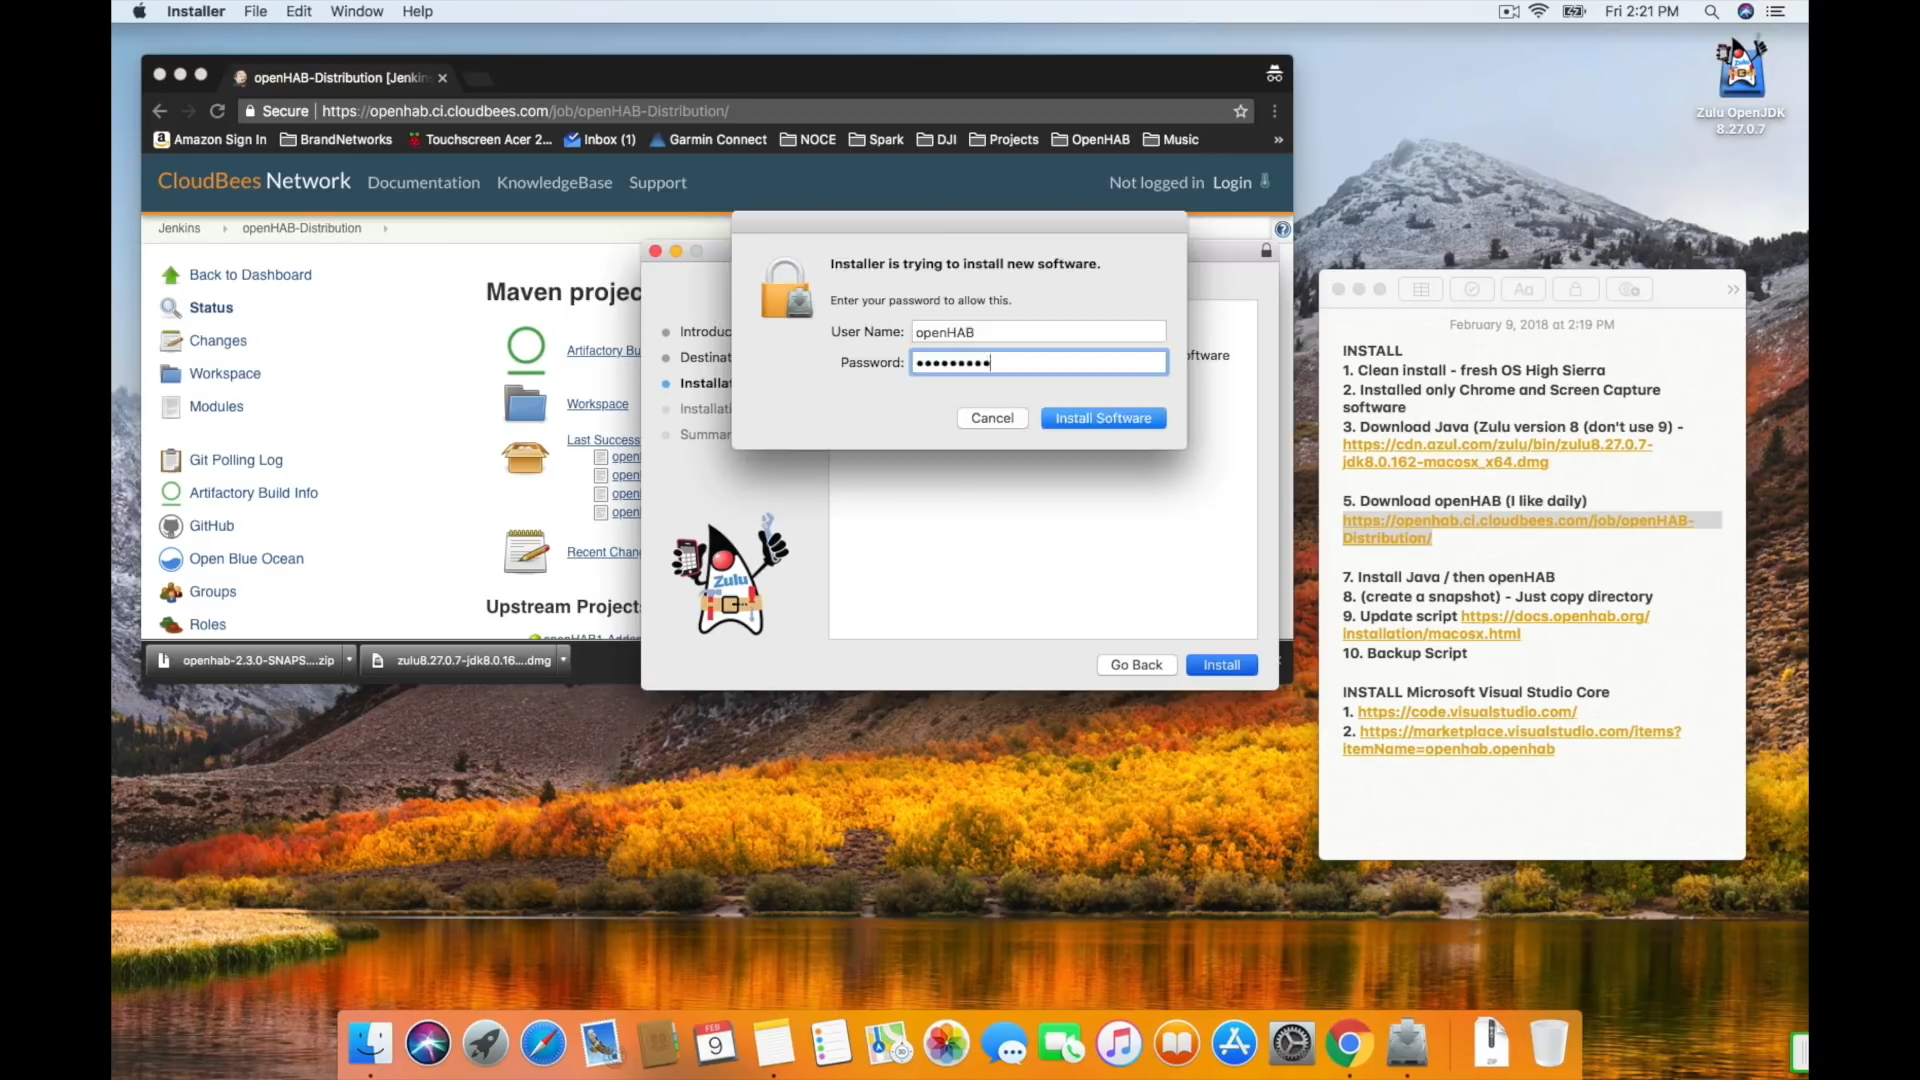 Installer File Edit Window Help
Fri 2:21 PM
Zulu OpenJDK
8.27.0.7
openHAB-Distribution [Jenkin
Secure | https://openhab.ci.cloudbees.com/job/openHAB-Distribution/
Amazon Sign In BrandNetworks Touchscreen Acer 2... Inbox (1) Garmin Connect NOCE Spark DJI Projects OpenHAB Music »
CloudBees Network Documentation KnowledgeBase Support Not logged in Login
Jenkins openHAB-Distribution
Back to Dashboard
Status
Changes
Workspace
Modules
Git Polling Log
Artifactory Build Info
GitHub
Open Blue Ocean
Groups
Roles
Maven projec
Artifactory Bu
Workspace
Last Success
openl
openl
openl
openl
Recent Chan
Upstream Project
openhab-2.3.0-SNAPS....zip
zulu8.27.0.7-jdk8.0.16....dmg
Introduc
Destinat
Installat
Installati
Summar
oftware
Zulu
Go Back Install
Installer is trying to install new software.
Enter your password to allow this.
User Name: openHAB
Password: •••••••••
Cancel Install Software
Aa
February 9, 2018 at 2:19 PM
INSTALL
1. Clean install - fresh OS High Sierra
2. Installed only Chrome and Screen Capture
software
3. Download Java (Zulu version 8 (don't use 9) -
https://cdn.azul.com/zulu/bin/zulu8.27.0.7-
jdk8.0.162-macosx_x64.dmg
5. Download openHAB (I like daily)
https://openhab.ci.cloudbees.com/job/openHAB-
Distribution/
7. Install Java / then openHAB
8. (create a snapshot) - Just copy directory
9. Update script https://docs.openhab.org/
installation/macosx.html
10. Backup Script
INSTALL Microsoft Visual Studio Core
1. https://code.visualstudio.com/
2. https://marketplace.visualstudio.com/items?
itemName=openhab.openhab
FEB
9
ZIP